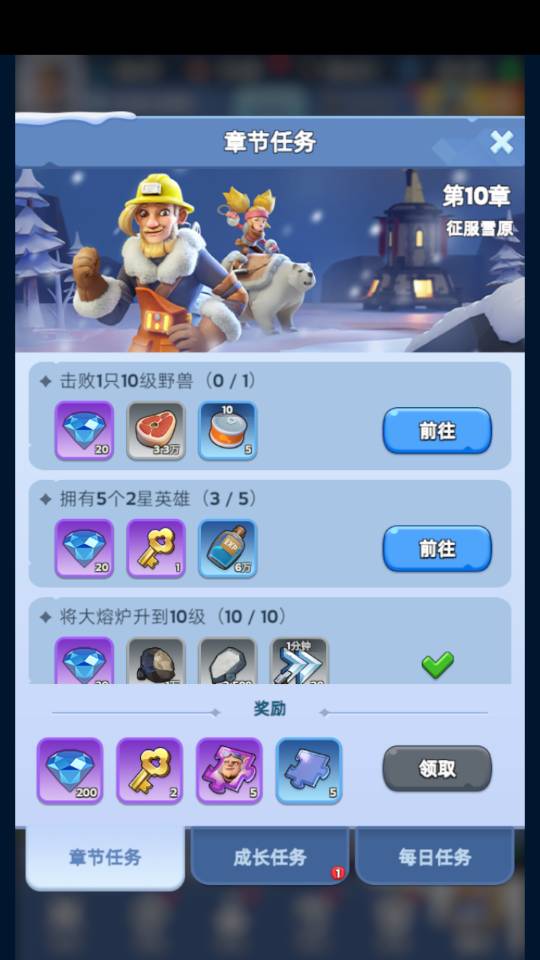 章节任务
第10章
征服雪原
击败1只10级野兽（0 / 1）
20
3.3万
10
5
前往
拥有5个2星英雄（3 / 5）
20
1
EXP
6万
前往
将大熔炉升到10级（10 / 10）
1分钟
奖励
200
2
5
5
领取
章节任务
成长任务
1
每日任务